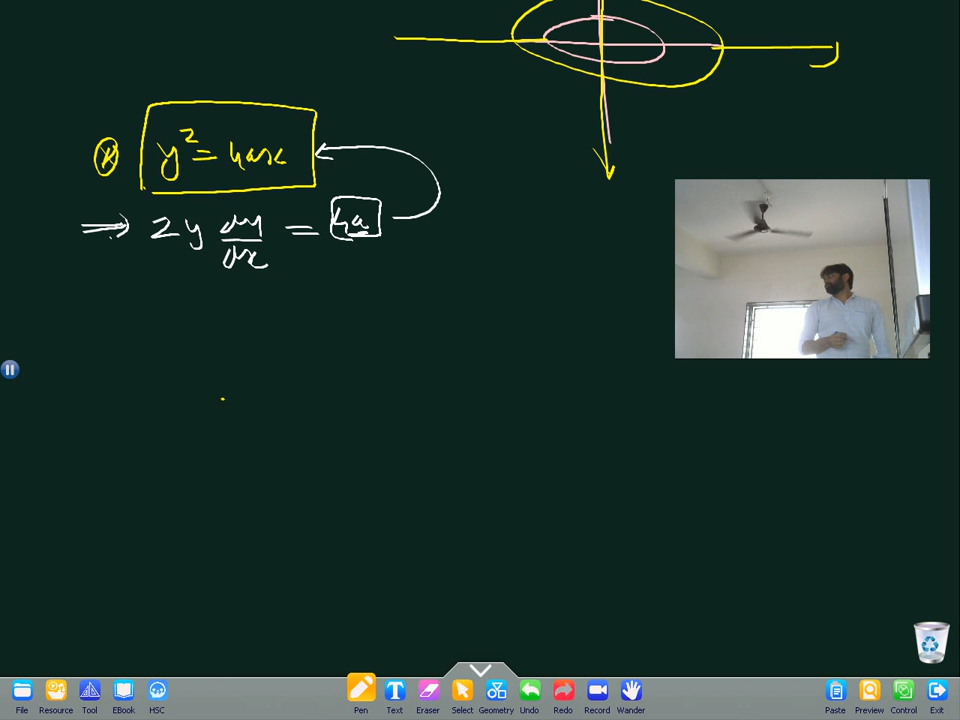 y² = 4ax
⇒ 2y dy/dx = 4a
File Resource Tool EBook HSC Pen Text Eraser Select Geometry Undo Redo Record Wander Paste Preview Control Exit